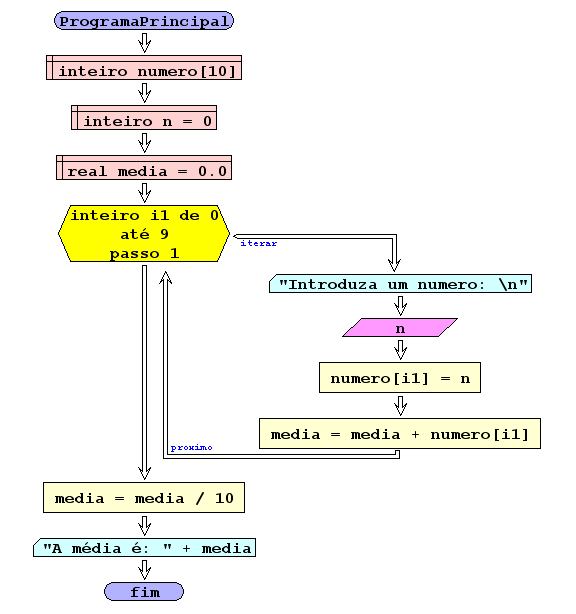 ProgramaPrincipal
inteiro numero[10]
inteiro n = 0
real media = 0.0
inteiro i1 de 0
até 9
passo 1
iterar
"Introduza um numero: \n"
n
numero[i1] = n
media = media + numero[i1]
proximo
media = media / 10
"A média é: " + media
fim